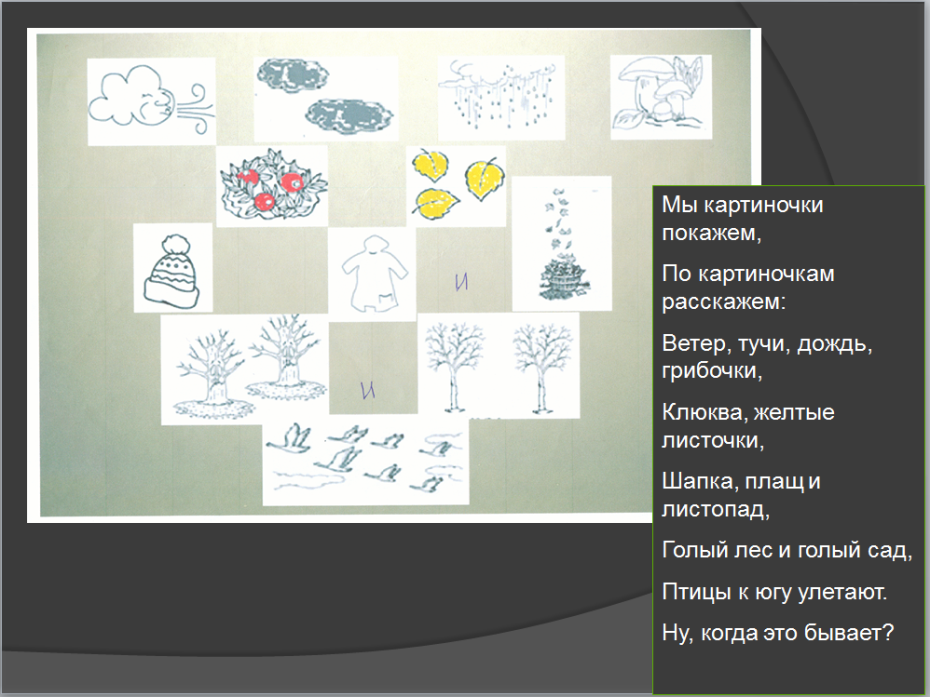 и
и
Мы картиночки
покажем,
По картиночкам
расскажем:
Ветер, тучи, дождь,
грибочки,
Клюква, желтые
листочки,
Шапка, плащ и
листопад,
Голый лес и голый сад,
Птицы к югу улетают.
Ну, когда это бывает?